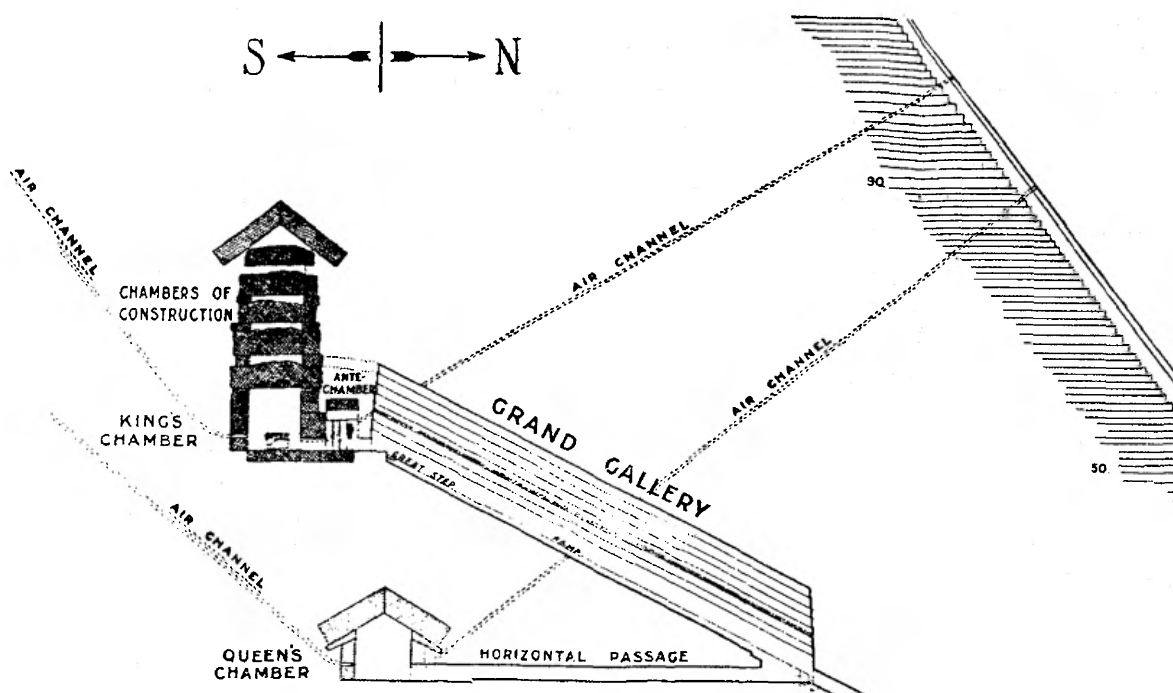 S N
AIR CHANNEL
90.
CHAMBERS OF
CONSTRUCTION
AIR CHANNEL
AIR CHANNEL
ANTE-
CHAMBER
KINGS
CHAMBER
GRAND GALLERY
GREAT STEP
50.
AIR CHANNEL
RAMP
QUEEN'S
CHAMBER
HORIZONTAL PASSAGE